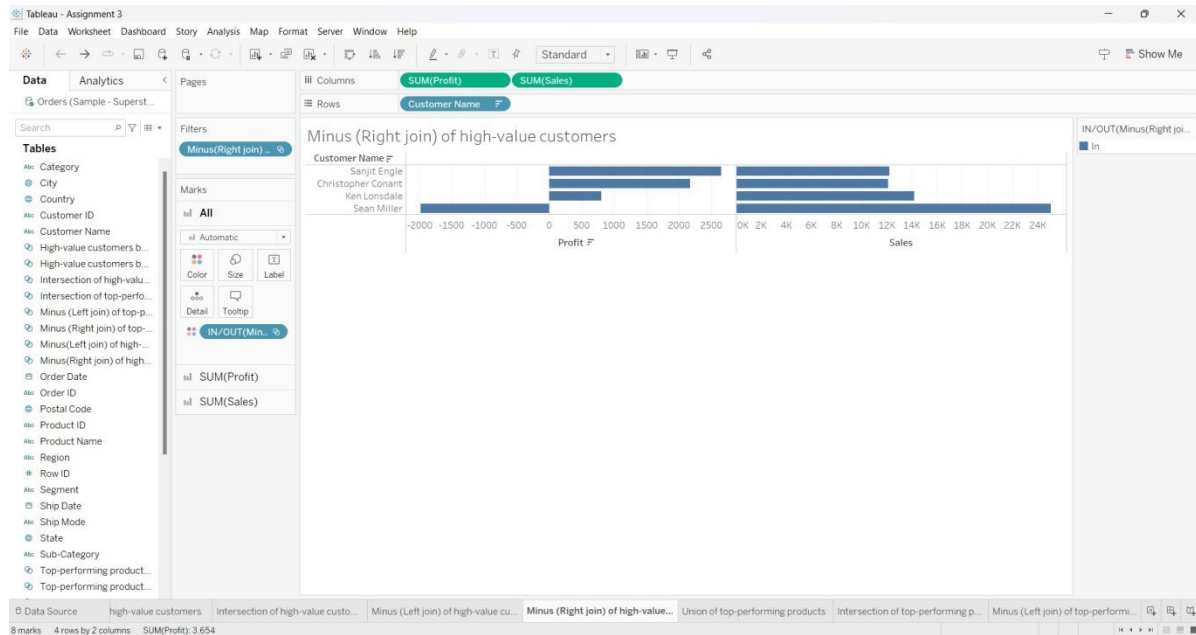 Tableau - Assignment 3
File Data Worksheet Dashboard Story Analysis Map Format Server Window Help
Standard
Show Me
Data Analytics
Orders (Sample - Superst...
Search
Tables
Abc Category
City
Country
Abc Customer ID
Abc Customer Name
High-value customers b...
High-value customers b...
Intersection of high-valu...
Intersection of top-perfo...
Minus (Left join) of top-p...
Minus (Right join) of top-...
Minus(Left join) of high-...
Minus(Right join) of high...
Order Date
Abc Order ID
Postal Code
Abc Product ID
Abc Product Name
Abc Region
# Row ID
Abc Segment
Ship Date
Abc Ship Mode
State
Abc Sub-Category
Top-performing product...
Top-performing product...
Pages
Filters
Minus(Right join) ...
Marks
All
Automatic
Color Size Label
Detail Tooltip
IN/OUT(Min...
SUM(Profit)
SUM(Sales)
Columns SUM(Profit) SUM(Sales)
Rows Customer Name
Minus (Right join) of high-value customers
Customer Name
Sanjit Engle
Christopher Conant
Ken Lonsdale
Sean Miller
-2000 -1500 -1000 -500 0 500 1000 1500 2000 2500
Profit
0K 2K 4K 6K 8K 10K 12K 14K 16K 18K 20K 22K 24K
Sales
IN/OUT(Minus(Right joi...
In
Data Source high-value customers Intersection of high-value custo... Minus (Left join) of high-value cu... Minus (Right join) of high-value... Union of top-performing products Intersection of top-performing p... Minus (Left join) of top-performi...
8 marks 4 rows by 2 columns SUM(Profit): 3.654